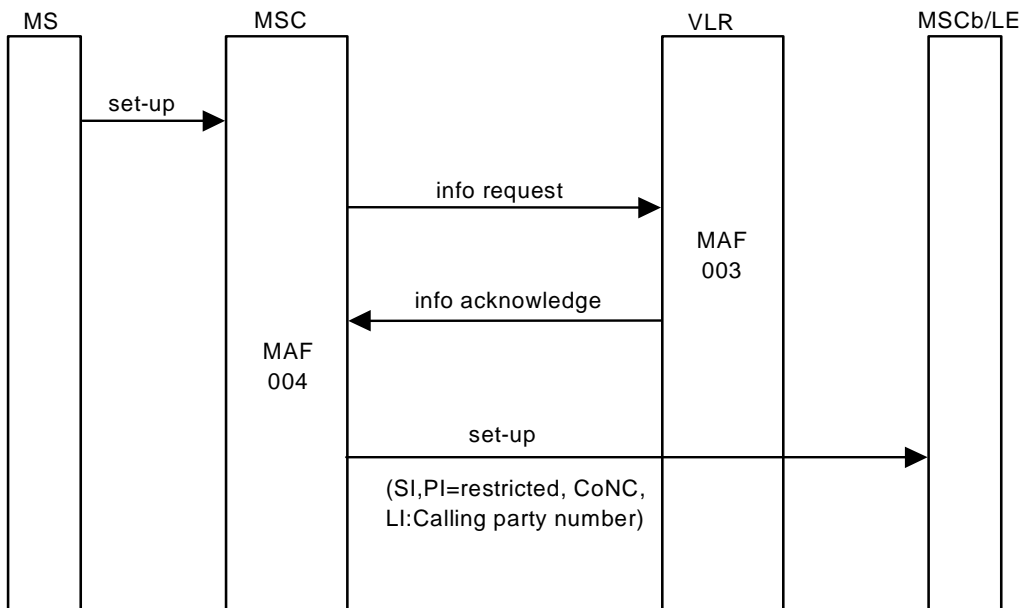 MS
MSC
VLR
MSCb/LE
set-up
info request
MAF
003
info acknowledge
MAF
004
set-up
(SI,PI=restricted, CoNC,
LI:Calling party number)